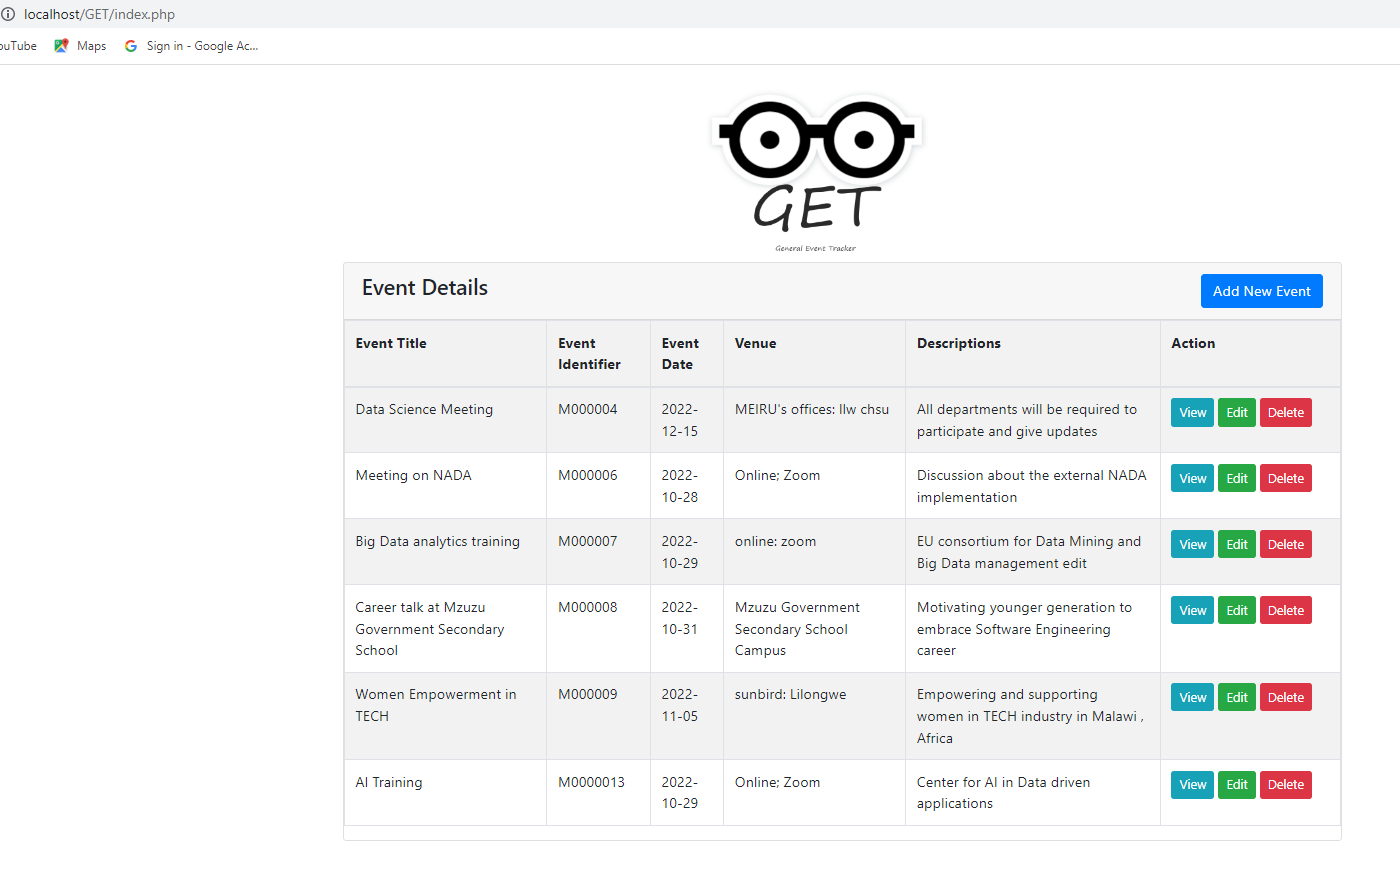 localhost/GET/index.php
ouTube Maps Sign in - Google Ac...
GET
General Event Tracker
Event Details Add New Event
Event Title Event Identifier Event Date Venue Descriptions Action
Data Science Meeting M000004 2022-12-15 MEIRU's offices: llw chsu All departments will be required to participate and give updates View Edit Delete
Meeting on NADA M000006 2022-10-28 Online; Zoom Discussion about the external NADA implementation View Edit Delete
Big Data analytics training M000007 2022-10-29 online: zoom EU consortium for Data Mining and Big Data management edit View Edit Delete
Career talk at Mzuzu Government Secondary School M000008 2022-10-31 Mzuzu Government Secondary School Campus Motivating younger generation to embrace Software Engineering career View Edit Delete
Women Empowerment in TECH M000009 2022-11-05 sunbird: Lilongwe Empowering and supporting women in TECH industry in Malawi , Africa View Edit Delete
AI Training M0000013 2022-10-29 Online; Zoom Center for AI in Data driven applications View Edit Delete